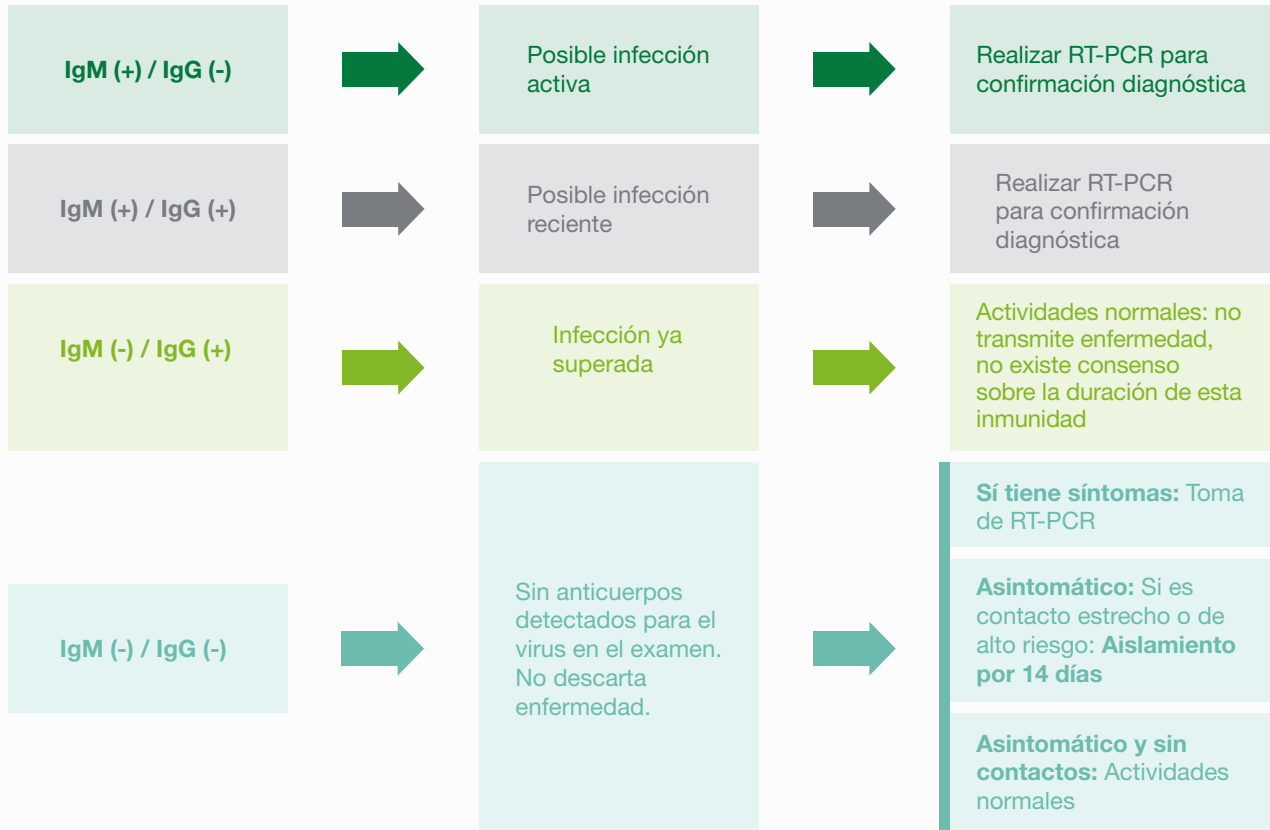 IgM (+) / IgG (-)
Posible infección
activa
Realizar RT-PCR para
confirmación diagnóstica
IgM (+) / IgG (+)
Posible infección
reciente
Realizar RT-PCR
para confirmación
diagnóstica
IgM (-) / IgG (+)
Infección ya
superada
Actividades normales: no
transmite enfermedad,
no existe consenso
sobre la duración de esta
inmunidad
IgM (-) / IgG (-)
Sin anticuerpos
detectados para el
virus en el examen.
No descarta
enfermedad.
Sí tiene síntomas: Toma
de RT-PCR
Asintomático: Si es
contacto estrecho o de
alto riesgo: Aislamiento
por 14 días
Asintomático y sin
contactos: Actividades
normales